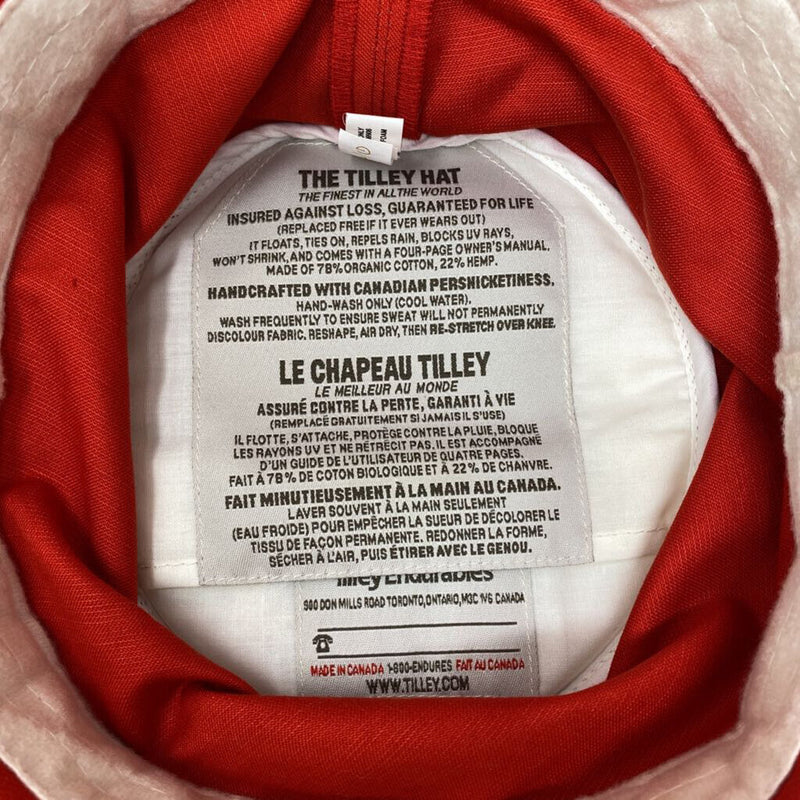 ONLY
FOAM
THE TILLEY HAT
THE FINEST IN ALL THE WORLD
INSURED AGAINST LOSS, GUARANTEED FOR LIFE
(REPLACED FREE IF IT EVER WEARS OUT)
IT FLOATS, TIES ON, REPELS RAIN, BLOCKS UV RAYS,
WON'T SHRINK, AND COMES WITH A FOUR-PAGE OWNER'S MANUAL.
MADE OF 78% ORGANIC COTTON, 22% HEMP.
HANDCRAFTED WITH CANADIAN PERSNICKETINESS.
HAND-WASH ONLY (COOL WATER).
WASH FREQUENTLY TO ENSURE SWEAT WILL NOT PERMANENTLY
DISCOLOUR FABRIC. RESHAPE, AIR DRY, THEN RE-STRETCH OVER KNEE.
LE CHAPEAU TILLEY
LE MEILLEUR AU MONDE
ASSURÉ CONTRE LA PERTE, GARANTI À VIE
(REMPLACÉ GRATUITEMENT SI JAMAIS IL S'USE)
IL FLOTTE, S'ATTACHE, PROTÈGE CONTRE LA PLUIE, BLOQUE
LES RAYONS UV ET NE RÉTRÉCIT PAS. IL EST ACCOMPAGNÉ
D'UN GUIDE DE L'UTILISATEUR DE QUATRE PAGES.
FAIT À 78% DE COTON BIOLOGIQUE ET À 22% DE CHANVRE.
FAIT MINUTIEUSEMENT À LA MAIN AU CANADA.
LAVER SOUVENT À LA MAIN SEULEMENT
(EAU FROIDE) POUR EMPÊCHER LA SUEUR DE DÉCOLORER LE
TISSU DE FAÇON PERMANENTE. REDONNER LA FORME,
SÉCHER À L'AIR, PUIS ÉTIRER AVEC LE GENOU.
Tilley Endurables
900 DON MILLS ROAD TORONTO, ONTARIO, M3C 1V6 CANADA
MADE IN CANADA 1-800-ENDURES FAIT AU CANADA
WWW.TILLEY.COM